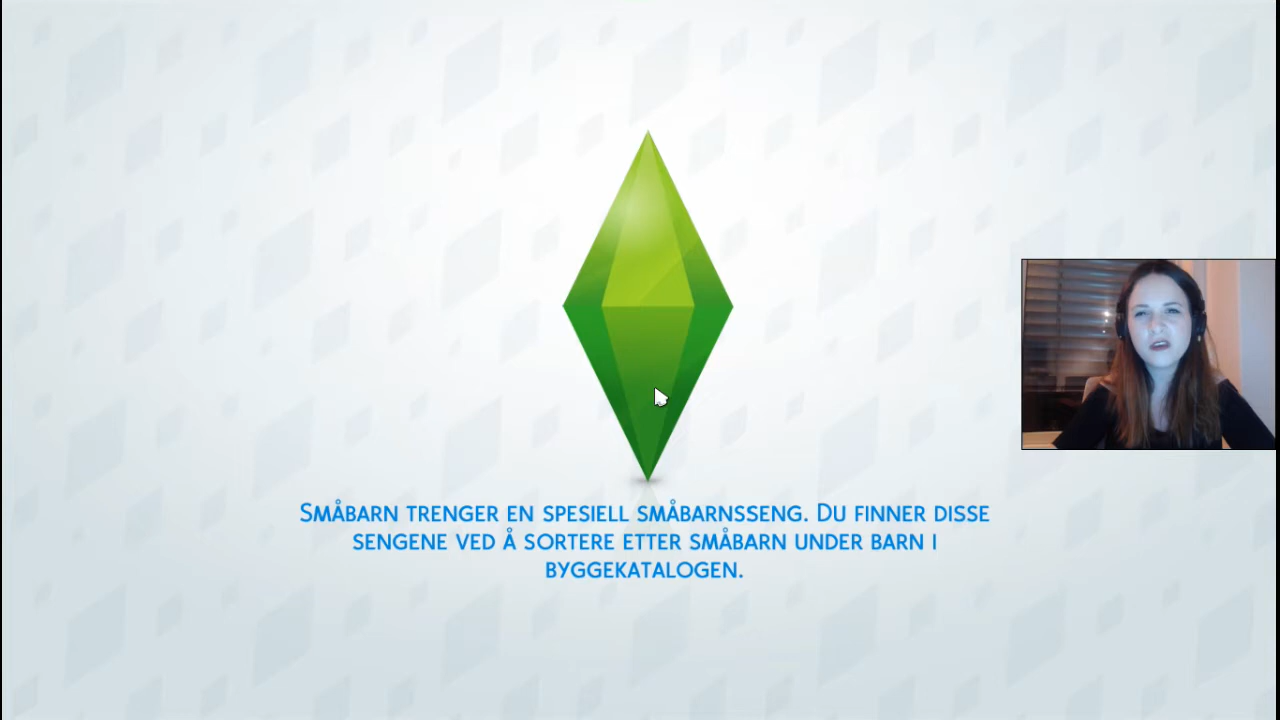 Småbarn trenger en spesiell småbarnsseng. Du finner disse
sengene ved å sortere etter småbarn under barn i
byggekatalogen.